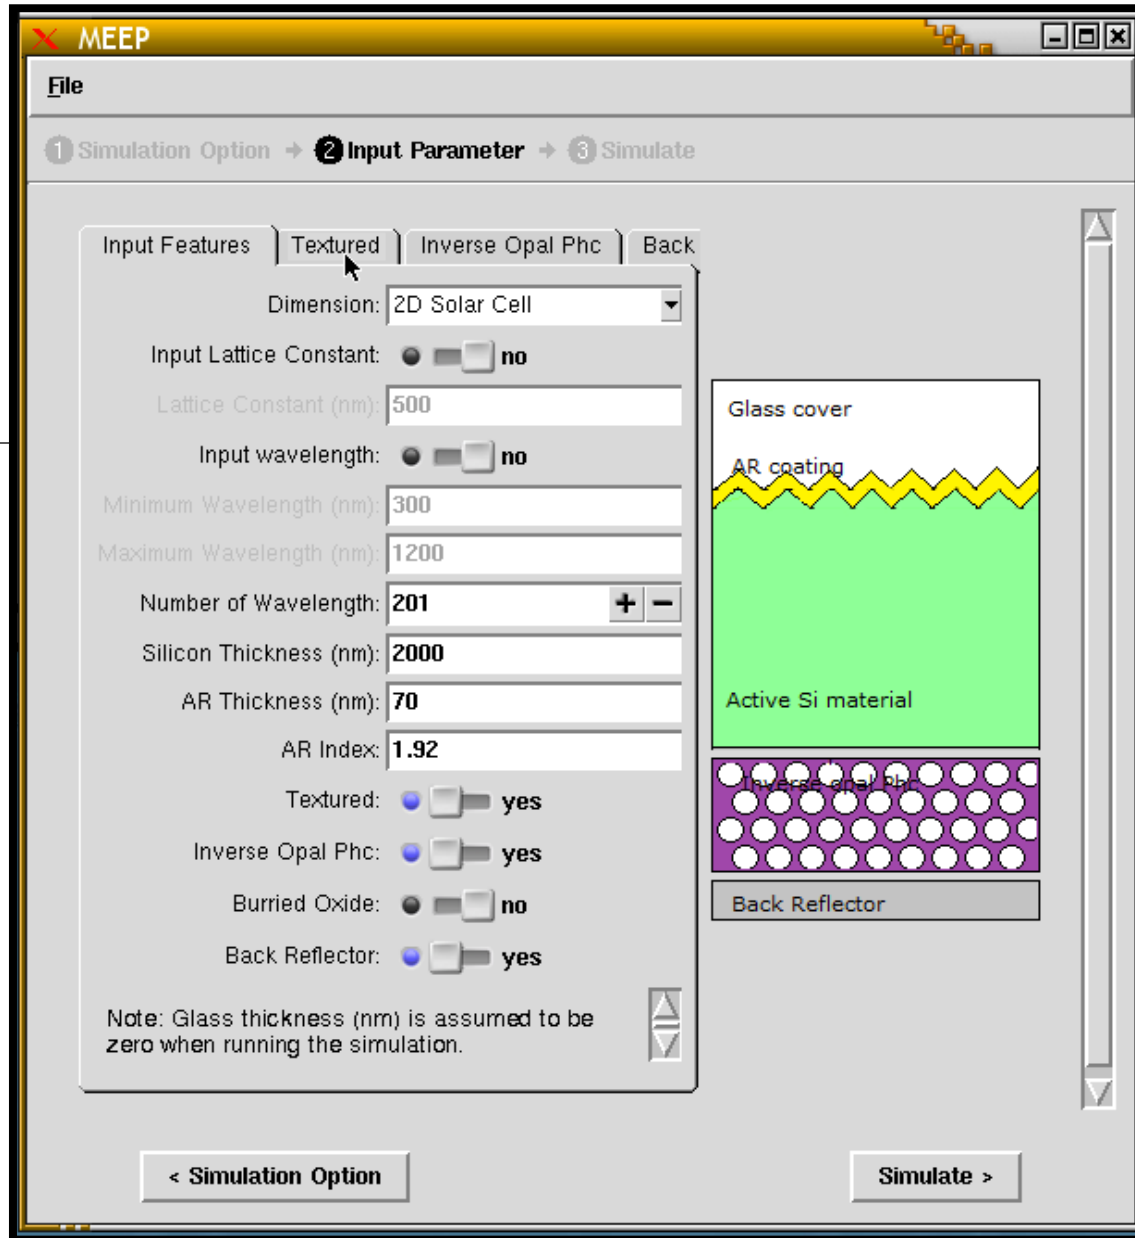 MEEP
File
1 Simulation Option → 2 Input Parameter → 3 Simulate
Input Features Textured Inverse Opal Phc Back
Dimension: 2D Solar Cell
Input Lattice Constant: no
Lattice Constant (nm): 500
Input wavelength: no
Minimum Wavelength (nm): 300
Maximum Wavelength (nm): 1200
Number of Wavelength: 201 + −
Silicon Thickness (nm): 2000
AR Thickness (nm): 70
AR Index: 1.92
Textured: yes
Inverse Opal Phc: yes
Burried Oxide: no
Back Reflector: yes
Note: Glass thickness (nm) is assumed to be
zero when running the simulation.
Glass cover
AR coating
Active Si material
Inverse opal Phc
Back Reflector
< Simulation Option
Simulate >